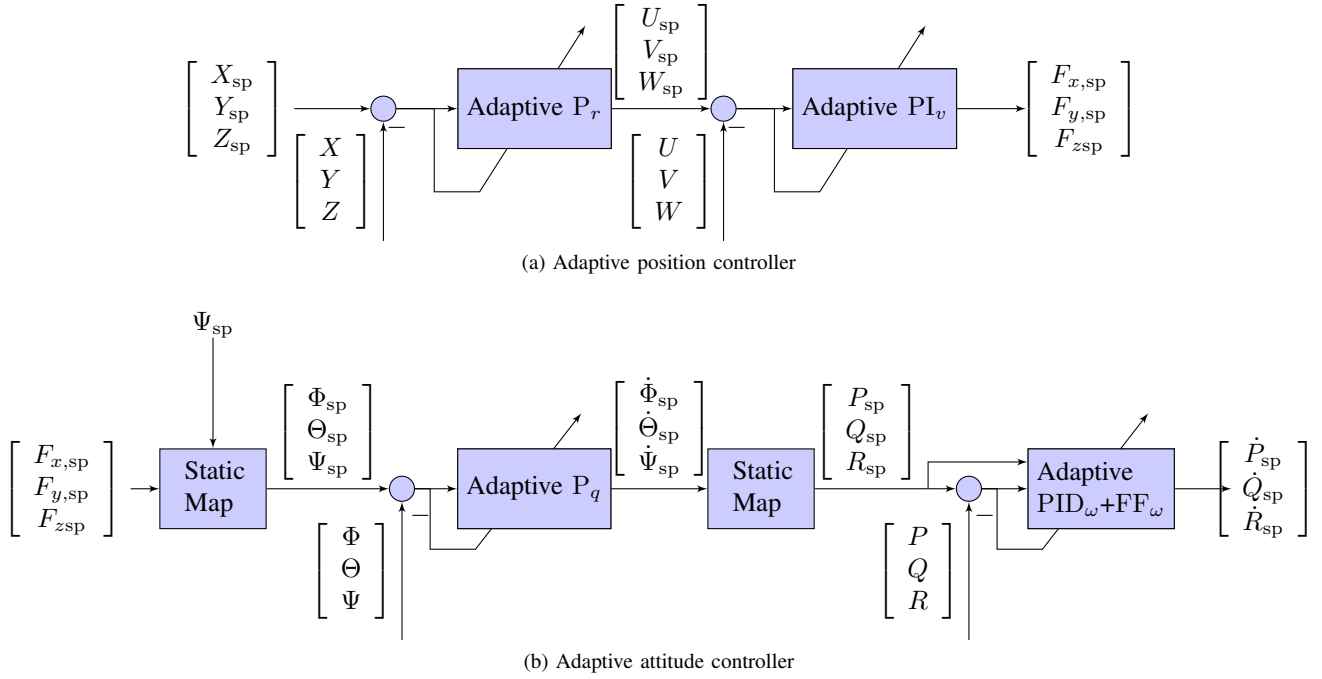 X_sp
Y_sp
Z_sp
X
Y
Z
Adaptive P_r
U_sp
V_sp
W_sp
U
V
W
Adaptive PI_v
F_x,sp
F_y,sp
F_zsp
−
−
(a) Adaptive position controller
Ψ_sp
F_x,sp
F_y,sp
F_zsp
Static
Map
Φ_sp
Θ_sp
Ψ_sp
Φ
Θ
Ψ
−
Adaptive P_q
Φ̇_sp
Θ̇_sp
Ψ̇_sp
Static
Map
P_sp
Q_sp
R_sp
P
Q
R
−
Adaptive
PID_ω+FF_ω
Ṗ_sp
Q̇_sp
Ṙ_sp
(b) Adaptive attitude controller